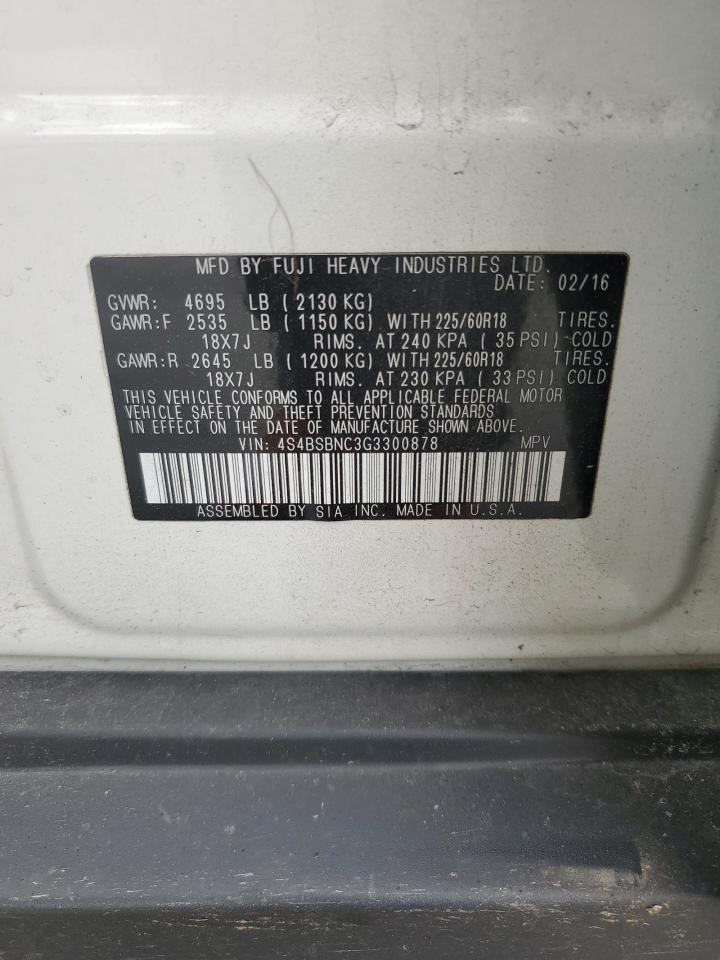 MFD BY FUJI HEAVY INDUSTRIES LTD.
DATE: 02/16
GVWR: 4695 LB (2130 KG)
GAWR:F 2535 LB (1150 KG) WITH 225/60R18 TIRES.
18X7J RIMS. AT 240 KPA (35 PSI) COLD
GAWR:R 2645 LB (1200 KG) WITH 225/60R18 TIRES.
18X7J RIMS. AT 230 KPA (33 PSI) COLD
THIS VEHICLE CONFORMS TO ALL APPLICABLE FEDERAL MOTOR
VEHICLE SAFETY AND THEFT PREVENTION STANDARDS
IN EFFECT ON THE DATE OF MANUFACTURE SHOWN ABOVE.
VIN: 4S4BSBNC3G3300878 MPV
ASSEMBLED BY SIA INC. MADE IN U.S.A.